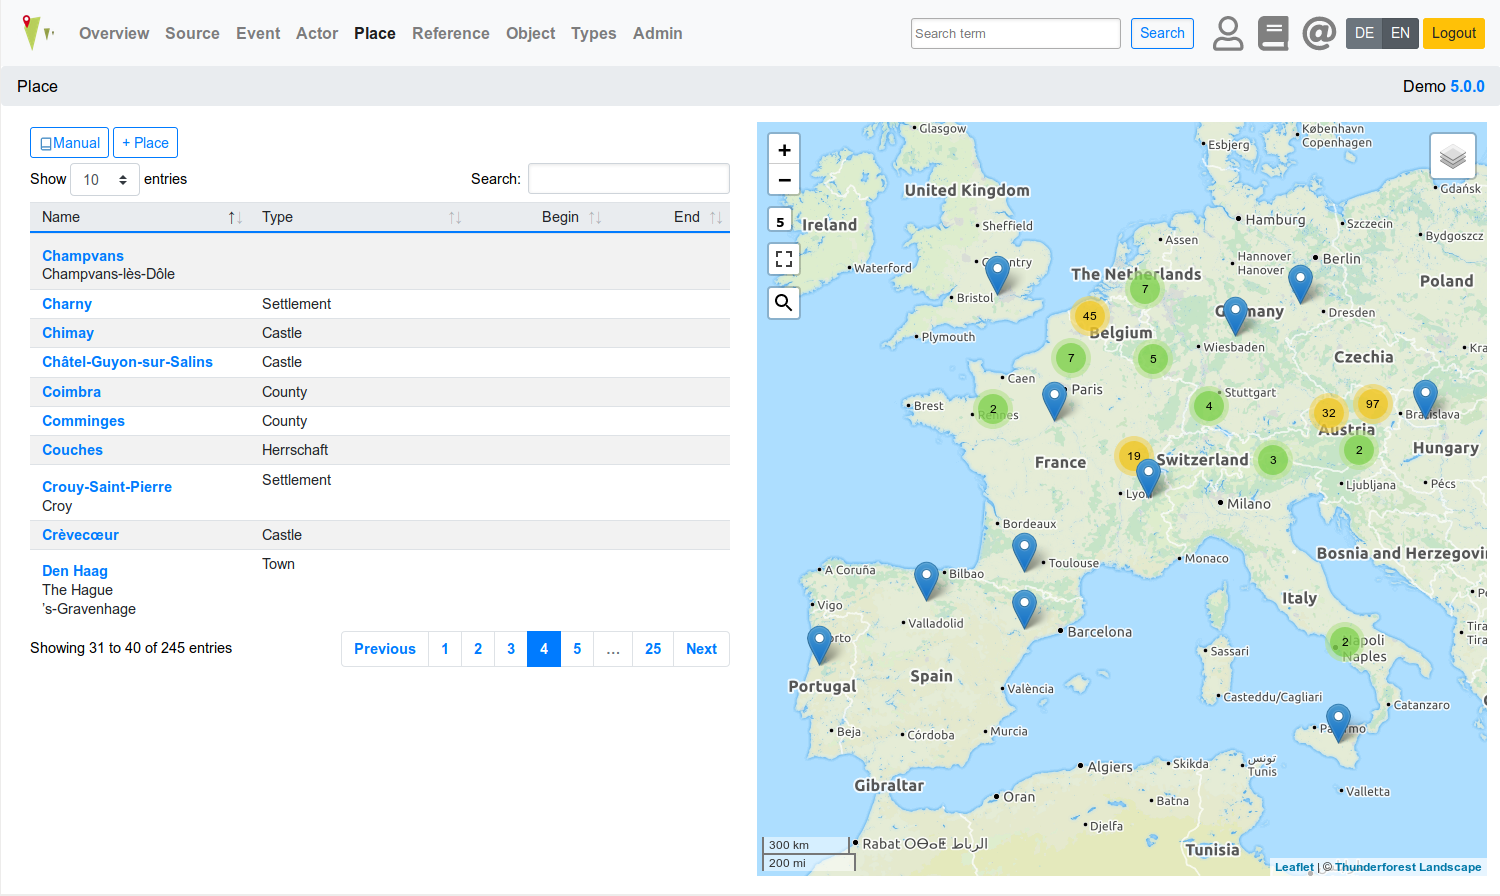 Overview Source Event Actor Place Reference Object Types Admin
Search term
Search
DE EN
Logout
Place
Demo 5.0.0
Manual
+ Place
Show 10 entries
Search:
Name Type Begin End
Champvans
Champvans-lès-Dôle
Charny Settlement
Chimay Castle
Châtel-Guyon-sur-Salins Castle
Coimbra County
Comminges County
Couches Herrschaft
Crouy-Saint-Pierre Settlement
Croy
Crèvecœur Castle
Den Haag Town
The Hague
’s-Gravenhage
Showing 31 to 40 of 245 entries
Previous 1 2 3 4 5 … 25 Next
+
−
5
Glasgow
København
Copenhagen
Esbjerg
Gdańsk
United Kingdom
Ireland
Hamburg
Szczecin
Sheffield
Bydgoszcz
Assen
Waterford
Hannover
Hannover
Berlin
The Netherlands
Poland
7
Bristol
45
Germany
Dresden
Belgium
Plymouth
Wiesbaden
Czechia
7
5
Caen
Paris
Stuttgart
Brest
2
Rennes
4
32
97
Bratislava
Austria
France
19
Switzerland
3
2
Hungary
Lyon
Ljubljana
Pécs
Milano
Bordeaux
Monaco
Toulouse
A Coruña
Bilbao
Vigo
Valladolid
Italy
Barcelona
Sassari
2
Napoli
Naples
Portugal
Spain
València
Casteddu/Cagliari
Catanzaro
Beja
Córdoba
Murcia
Palermo
Algiers
Skikda
تونس
Tunis
Gibraltar
Valletta
Oran
Batna
Djelfa
Rabat ⵔⴱⴰⵟ الرباط
Tunisia
300 km
200 mi
Leaflet | © Thunderforest Landscape